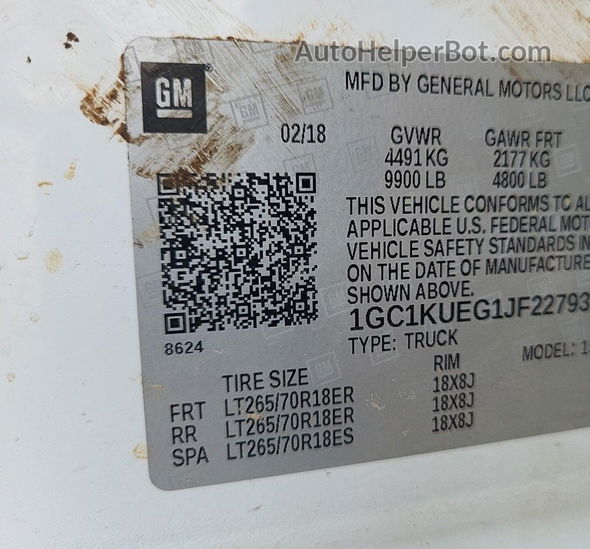 AutoHelperBot.com
GM
MFD BY GENERAL MOTORS LLC
02/18 GVWR GAWR FRT
4491 KG 2177 KG
9900 LB 4800 LB
THIS VEHICLE CONFORMS TO AL
APPLICABLE U.S. FEDERAL MOT
VEHICLE SAFETY STANDARDS IN
ON THE DATE OF MANUFACTURE
SHOWN ABOVE.
1GC1KUEG1JF22793
8624
TYPE: TRUCK MODEL: 1
TIRE SIZE RIM
FRT LT265/70R18ER 18X8J
RR LT265/70R18ER 18X8J
SPA LT265/70R18ES 18X8J